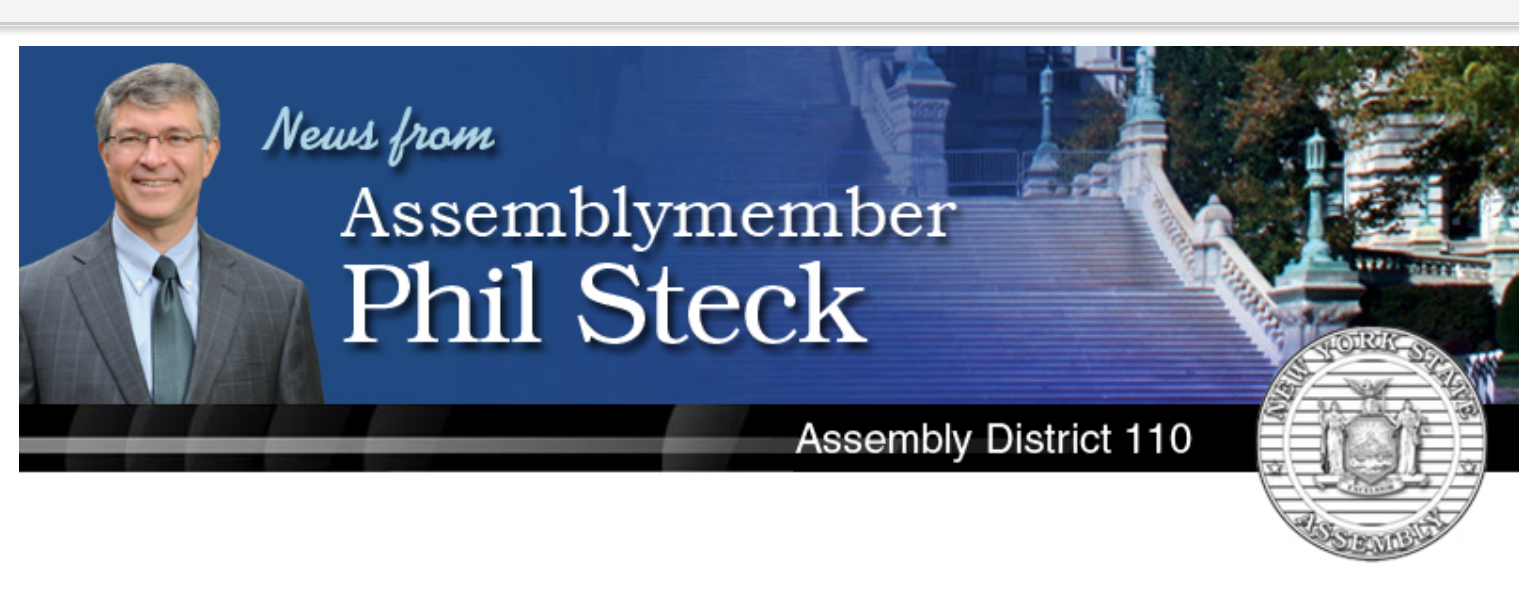 News from
Assemblymember
Phil Steck
Assembly District 110
NEW YORK STATE
EXCELSIOR
ASSEMBLY